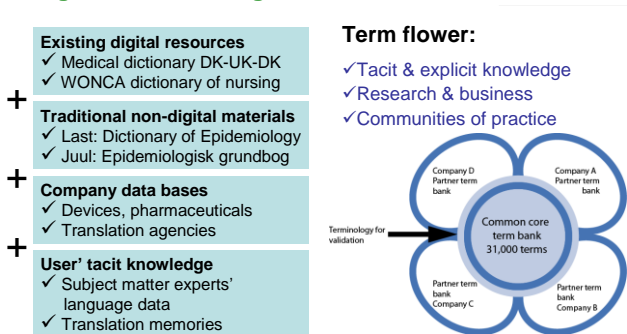 Existing digital resources
✓ Medical dictionary DK-UK-DK
✓ WONCA dictionary of nursing
+
Traditional non-digital materials
✓ Last: Dictionary of Epidemiology
✓ Juul: Epidemiologisk grundbog
+
Company data bases
✓ Devices, pharmaceuticals
✓ Translation agencies
+
User' tacit knowledge
✓ Subject matter experts'
language data
✓ Translation memories
Term flower:
✓Tacit & explicit knowledge
✓Research & business
✓Communities of practice
Company D
Partner term
bank
Company A
Partner term
bank
Terminology for
validation
Common core
term bank
31,000 terms
Partner term
bank
Company C
Partner term
bank
Company B